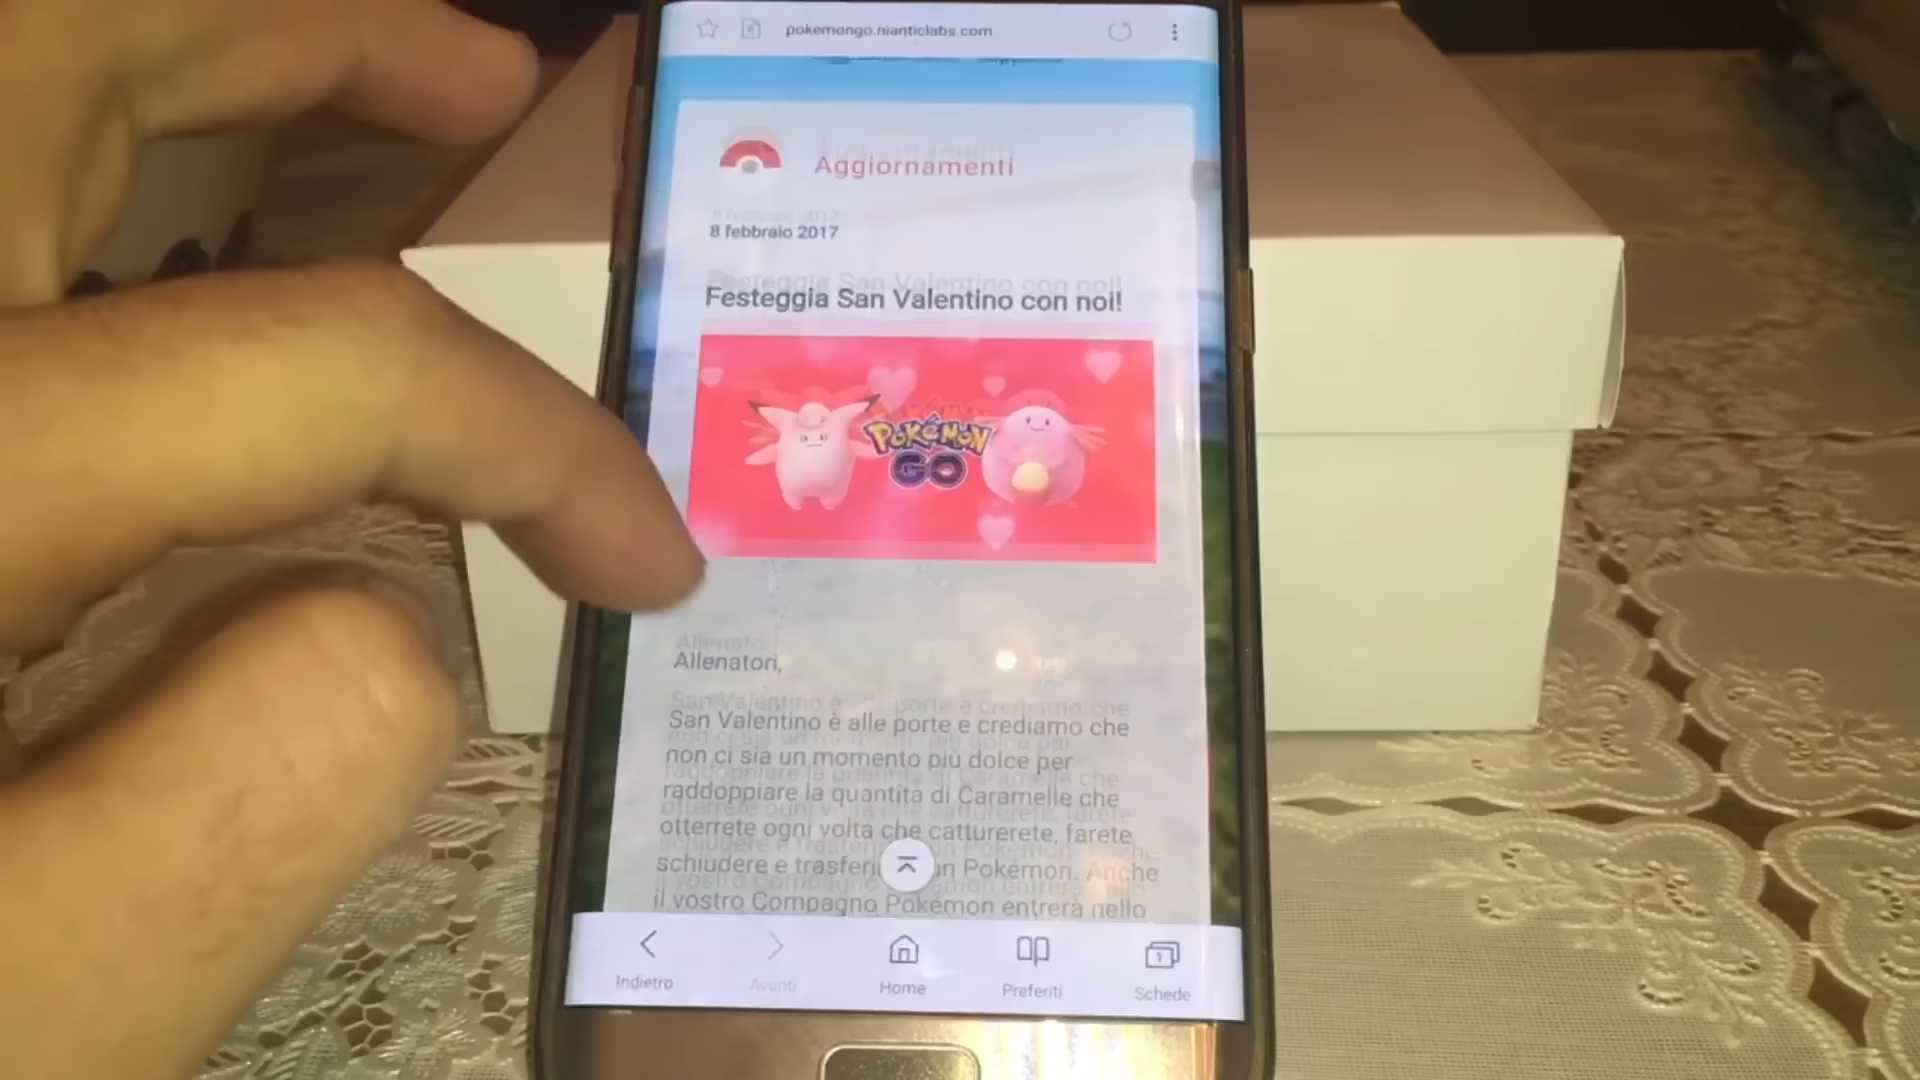 pokemongo.nianticlabs.com
Aggiornamenti
8 febbraio 2017
Festeggia San Valentino con noi!
POKÉMON
GO
Allenatori,
San Valentino è alle porte e crediamo che
non ci sia un momento più dolce per
raddoppiare la quantità di Caramelle che
otterrete ogni volta che catturerete, farete
schiudere e Pokémon. Anche
il vostro Compagno Pokémon entrerà nello
Indietro
Avanti
Home
Preferiti
1
Schede